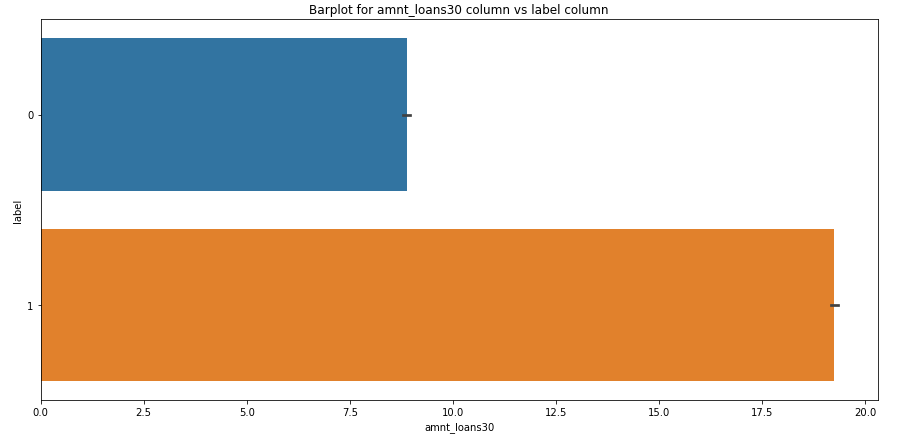 Barplot for amnt_loans30 column vs label column
0
label
1
0.0 2.5 5.0 7.5 10.0 12.5 15.0 17.5 20.0
amnt_loans30